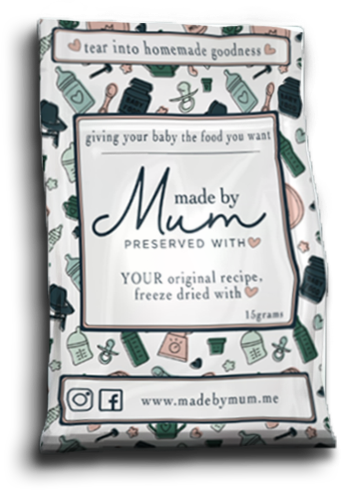 tear into homemade goodness
giving your baby the food you want
made by
Mum
PRESERVED WITH
YOUR original recipe,
freeze dried with
15grams
www.madebymum.me